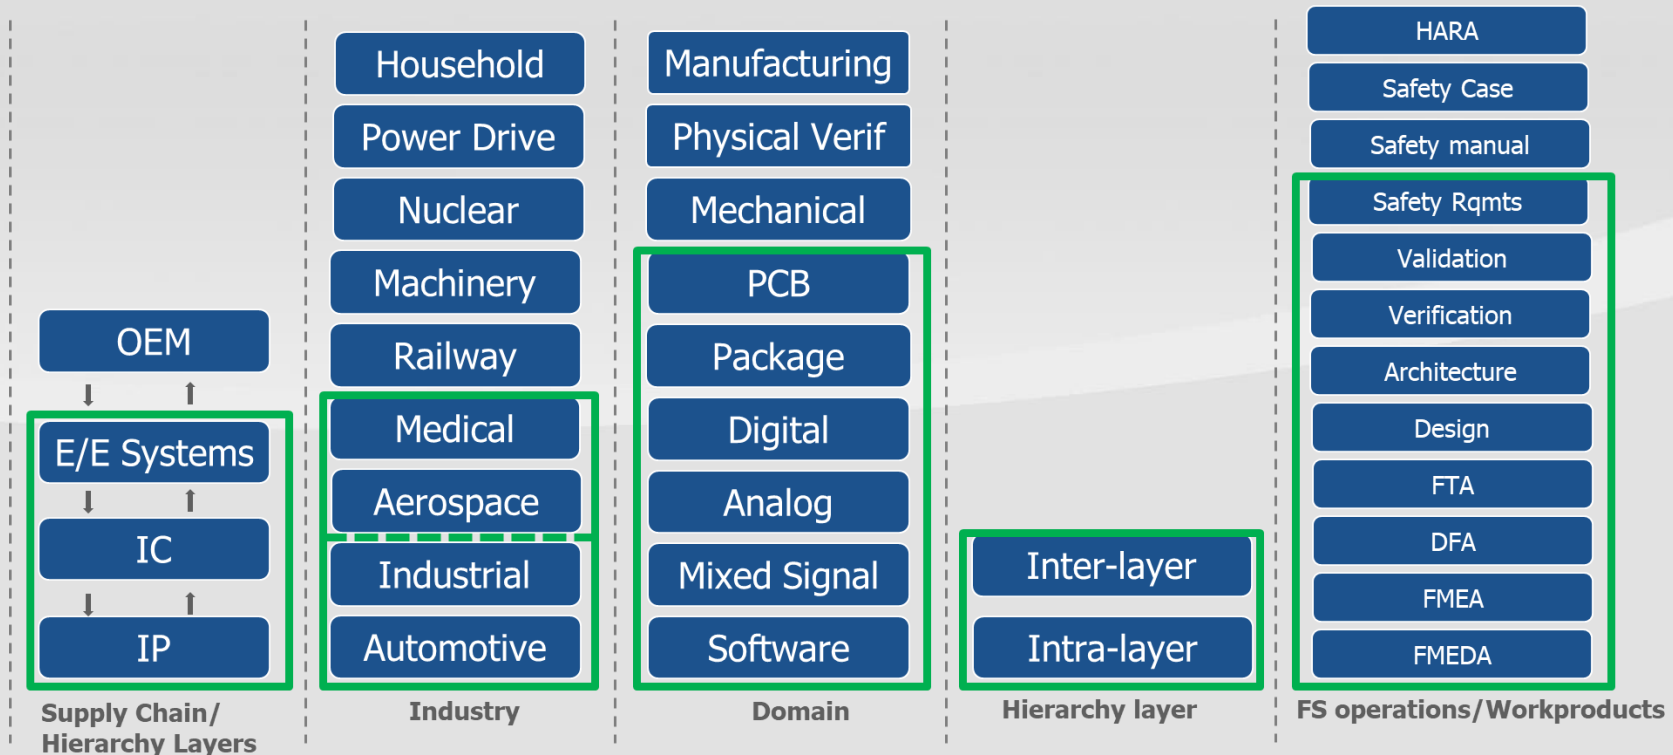 OEM
E/E Systems
IC
IP
Supply Chain/
Hierarchy Layers
Household
Power Drive
Nuclear
Machinery
Railway
Medical
Aerospace
Industrial
Automotive
Industry
Manufacturing
Physical Verif
Mechanical
PCB
Package
Digital
Analog
Mixed Signal
Software
Domain
Inter-layer
Intra-layer
Hierarchy layer
HARA
Safety Case
Safety manual
Safety Rqmts
Validation
Verification
Architecture
Design
FTA
DFA
FMEA
FMEDA
FS operations/Workproducts